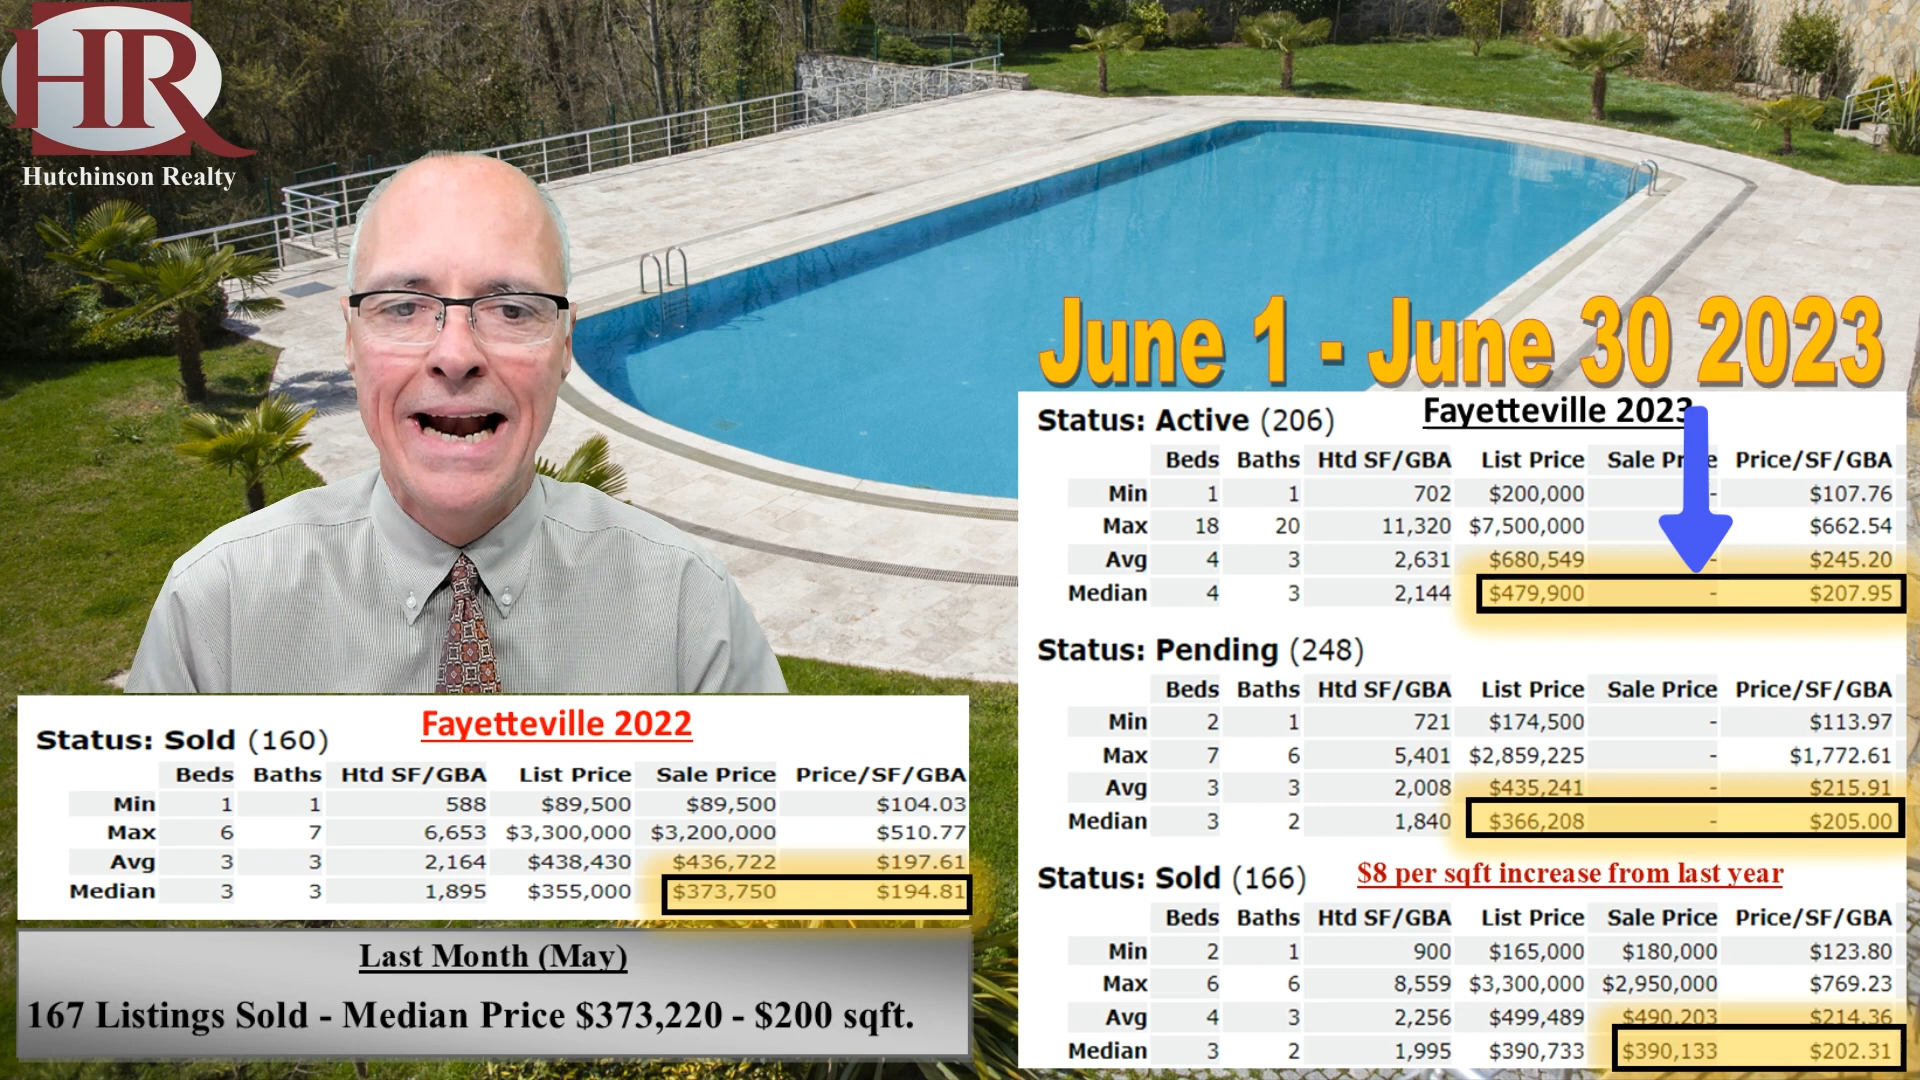 HR
Hutchinson Realty
June 1 - June 30 2023
Fayetteville 2023
Status: Active (206)
Beds Baths Htd SF/GBA List Price Sale Price Price/SF/GBA
Min 1 1 702 $200,000 - $107.76
Max 18 20 11,320 $7,500,000 $662.54
Avg 4 3 2,631 $680,549 - $245.20
Median 4 3 2,144 $479,900 - $207.95
Status: Pending (248)
Beds Baths Htd SF/GBA List Price Sale Price Price/SF/GBA
Min 2 1 721 $174,500 - $113.97
Max 7 6 5,401 $2,859,225 - $1,772.61
Avg 3 3 2,008 $435,241 - $215.91
Median 3 2 1,840 $366,208 - $205.00
Status: Sold (166)
$8 per sqft increase from last year
Beds Baths Htd SF/GBA List Price Sale Price Price/SF/GBA
Min 2 1 900 $165,000 $180,000 $123.80
Max 6 6 8,559 $3,300,000 $2,950,000 $769.23
Avg 4 3 2,256 $499,489 $490,203 $214.36
Median 3 2 1,995 $390,733 $390,133 $202.31
Fayetteville 2022
Status: Sold (160)
Beds Baths Htd SF/GBA List Price Sale Price Price/SF/GBA
Min 1 1 588 $89,500 $89,500 $104.03
Max 6 7 6,653 $3,300,000 $3,200,000 $510.77
Avg 3 3 2,164 $438,430 $436,722 $197.61
Median 3 3 1,895 $355,000 $373,750 $194.81
Last Month (May)
167 Listings Sold - Median Price $373,220 - $200 sqft.